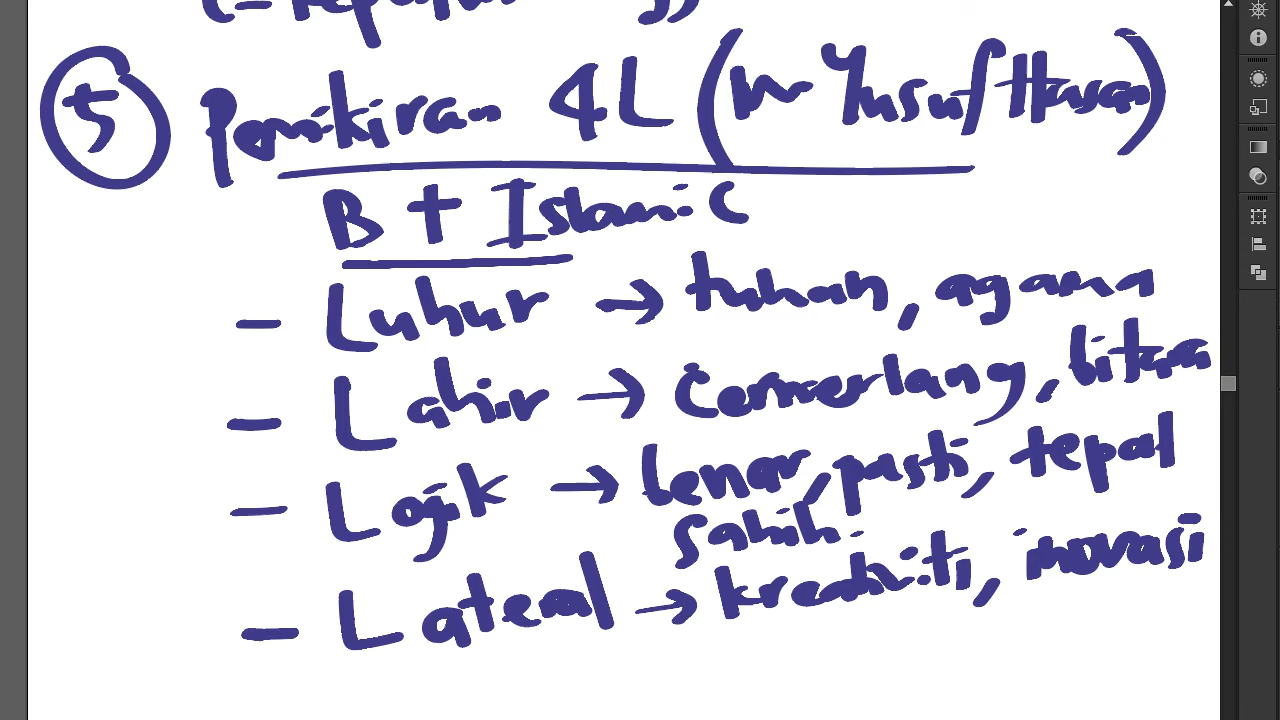 5 Pemikiran 4L (M Yusuf Hasan)
B + Islamic
- Luhur → tuhan, agama
- Lahir → Cemerlang, bitara
- Logik → benar, pasti, tepat
sahih
- Lateral → kreativiti, inovasi